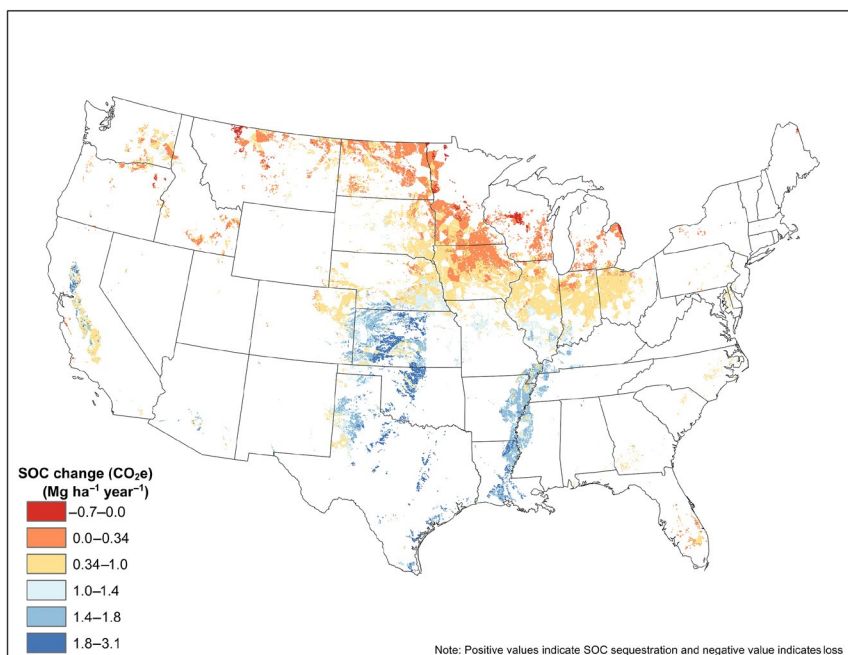 SOC change (CO₂e)
(Mg ha⁻¹ year⁻¹)
−0.7–0.0
0.0–0.34
0.34–1.0
1.0–1.4
1.4–1.8
1.8–3.1
Note: Positive values indicate SOC sequestration and negative value indicates loss